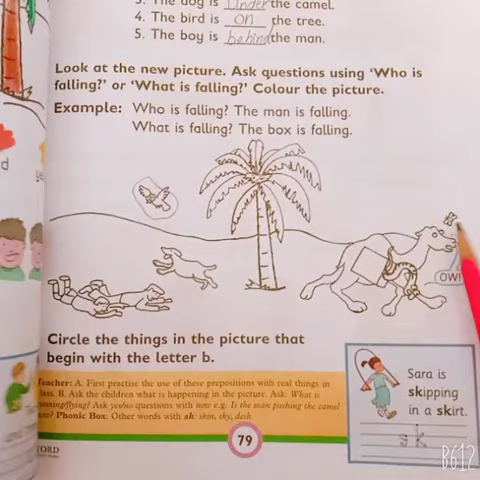 3. The dog is under the camel.
4. The bird is on the tree.
5. The boy is behind the man.
Look at the new picture. Ask questions using 'Who is
falling?' or 'What is falling?' Colour the picture.
Example: Who is falling? The man is falling.
What is falling? The box is falling.
d
OW!
Circle the things in the picture that
begin with the letter b.
Teacher: A. First practise the use of these prepositions with real things in
class. B. Ask the children what is happening in the picture. Ask: What is
running/flying? Ask yes/no questions with now e.g. Is the man pushing the camel
now? Phonic Box: Other words with sk: skin, sky, desk
Sara is
skipping
in a skirt.
sk
79
B612